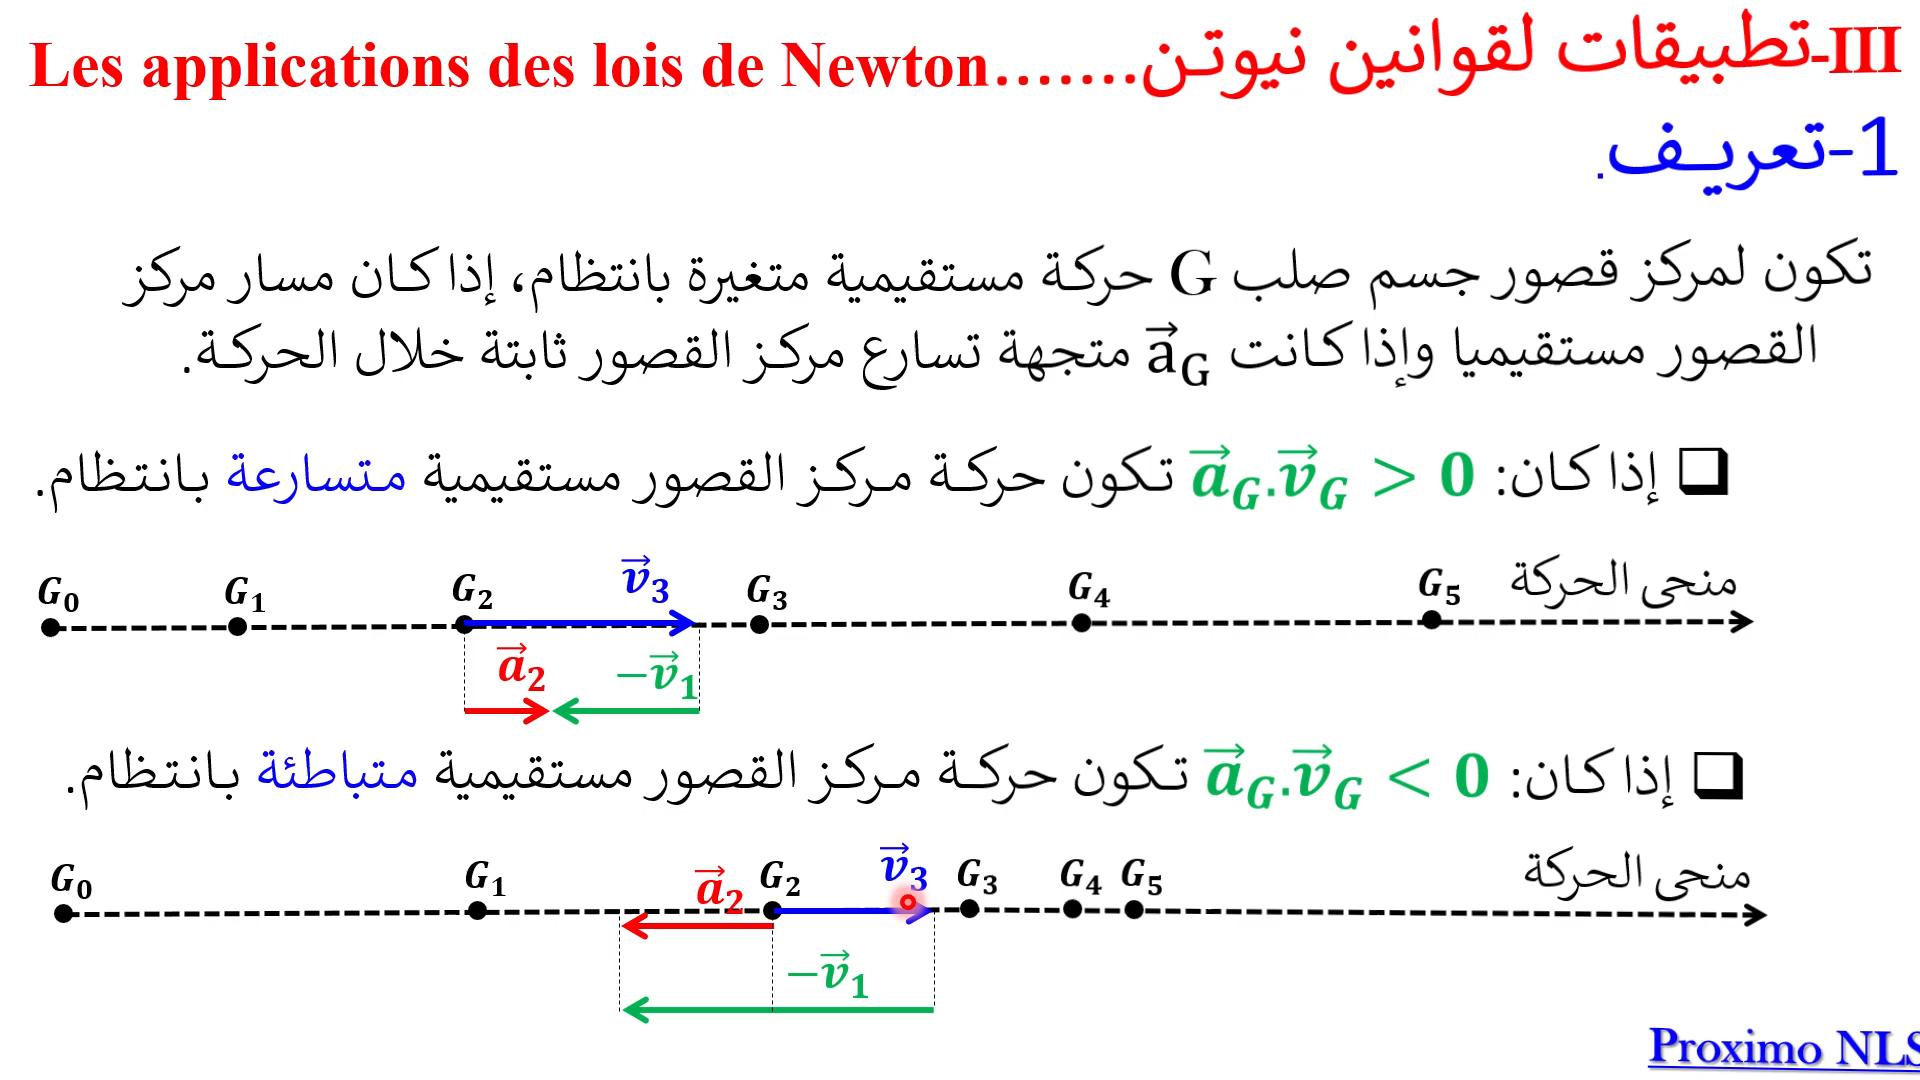 III-تطبيقات لقوانين نيوتن.......Les applications des lois de Newton
1-تعريف.
تكون لمركز قصور جسم صلب G حركة مستقيمية متغيرة بانتظام، إذا كان مسار مركز
القصور مستقيميا وإذا كانت a⃗G متجهة تسارع مركز القصور ثابتة خلال الحركة.
❑ إذا كان: a⃗G.v⃗G > 0 تكون حركة مركز القصور مستقيمية متسارعة بانتظام.
G0 G1 G2 v⃗3 G3 G4 G5 منحى الحركة
a⃗2 −v⃗1
❑ إذا كان: a⃗G.v⃗G < 0 تكون حركة مركز القصور مستقيمية متباطئة بانتظام.
G0 G1 a⃗2 G2 v⃗3 G3 G4 G5 منحى الحركة
−v⃗1
Proximo NLS